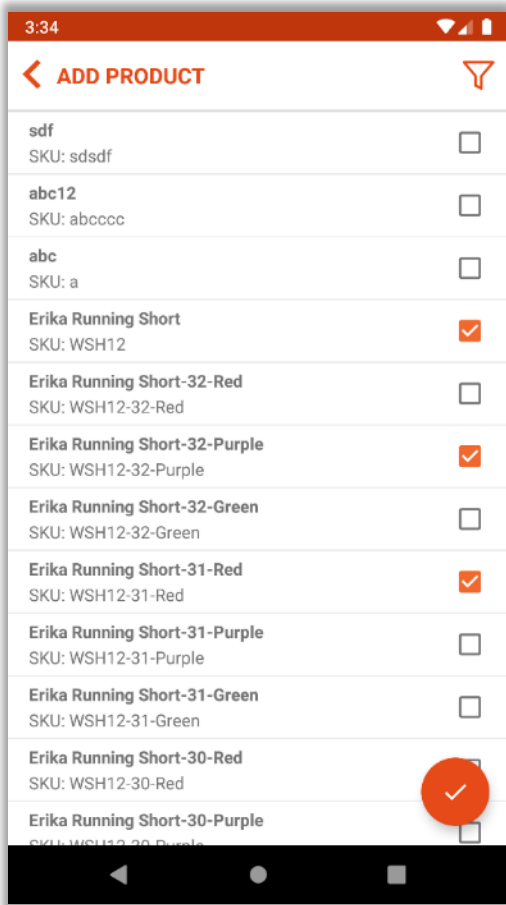 3:34
ADD PRODUCT
sdf
SKU: sdsdf
abc12
SKU: abcccc
abc
SKU: a
Erika Running Short
SKU: WSH12
Erika Running Short-32-Red
SKU: WSH12-32-Red
Erika Running Short-32-Purple
SKU: WSH12-32-Purple
Erika Running Short-32-Green
SKU: WSH12-32-Green
Erika Running Short-31-Red
SKU: WSH12-31-Red
Erika Running Short-31-Purple
SKU: WSH12-31-Purple
Erika Running Short-31-Green
SKU: WSH12-31-Green
Erika Running Short-30-Red
SKU: WSH12-30-Red
Erika Running Short-30-Purple
SKU: WSH12-30-Purple